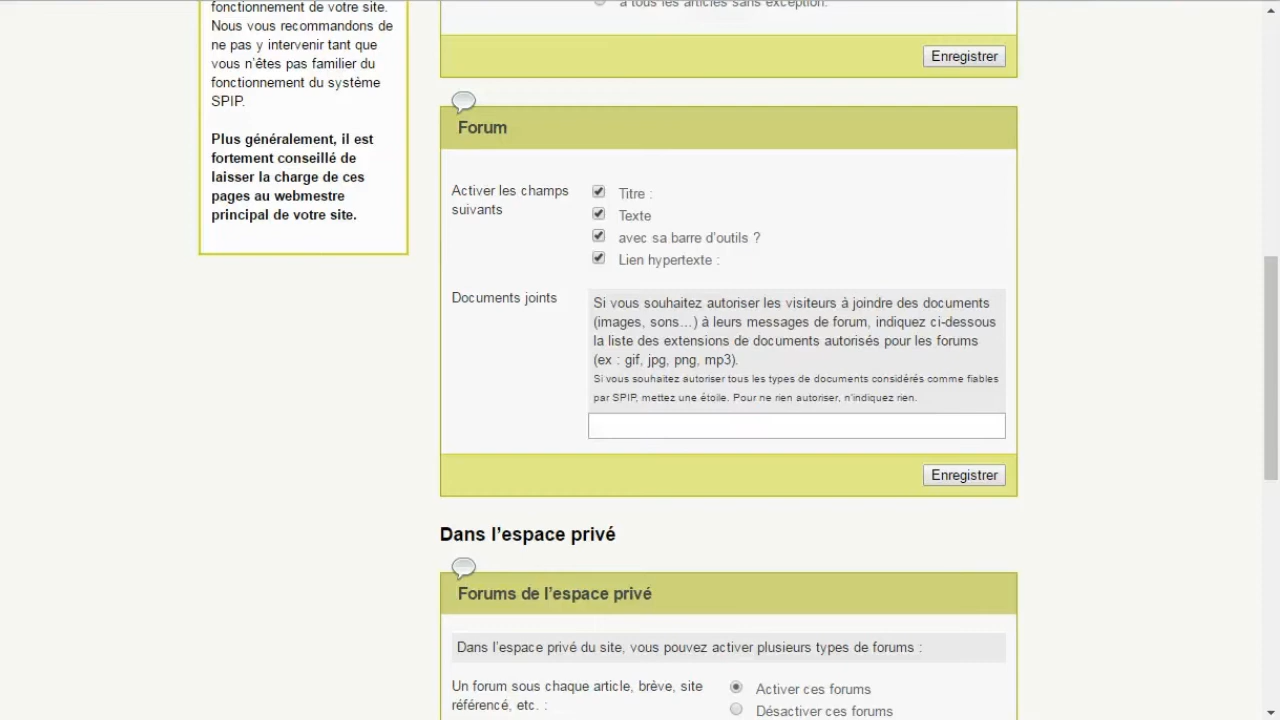 fonctionnement de votre site.
Nous vous recommandons de
ne pas y intervenir tant que
vous n’êtes pas familier du
fonctionnement du système
SPIP.
Plus généralement, il est
fortement conseillé de
laisser la charge de ces
pages au webmestre
principal de votre site.
à tous les articles sans exception.
Enregistrer
Forum
Activer les champs
suivants
Titre :
Texte
avec sa barre d’outils ?
Lien hypertexte :
Documents joints
Si vous souhaitez autoriser les visiteurs à joindre des documents
(images, sons...) à leurs messages de forum, indiquez ci-dessous
la liste des extensions de documents autorisés pour les forums
(ex : gif, jpg, png, mp3).
Si vous souhaitez autoriser tous les types de documents considérés comme fiables
par SPIP, mettez une étoile. Pour ne rien autoriser, n’indiquez rien.
Enregistrer
Dans l’espace privé
Forums de l’espace privé
Dans l’espace privé du site, vous pouvez activer plusieurs types de forums :
Un forum sous chaque article, brève, site
référencé, etc. :
Activer ces forums
Désactiver ces forums